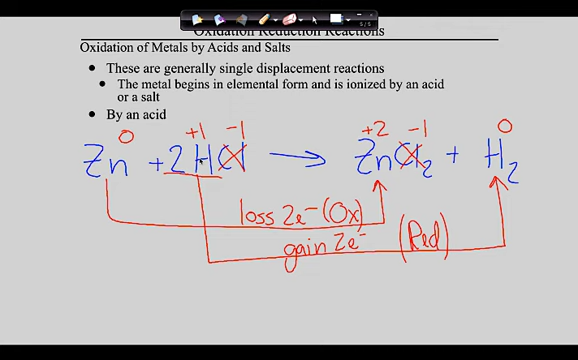 Oxidation Reduction Reactions
5/5
Oxidation of Metals by Acids and Salts
• These are generally single displacement reactions
• The metal begins in elemental form and is ionized by an acid
or a salt
• By an acid
0 +1 -1 +2 -1 0
Zn + 2HCl → ZnCl2 + H2
loss 2e- (Ox)
gain 2e- (Red)